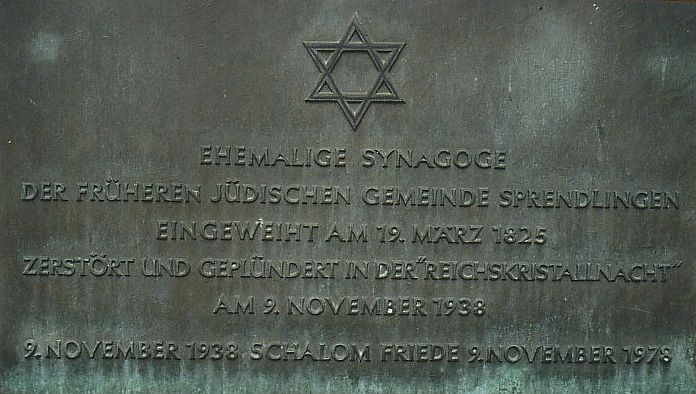 EHEMALIGE SYNAGOGE
DER FRÜHEREN JÜDISCHEN GEMEINDE SPRENDLINGEN
EINGEWEIHT AM 19. MÄRZ 1825
ZERSTÖRT UND GEPLÜNDERT IN DER "REICHSKRISTALLNACHT"
AM 9. NOVEMBER 1938
9. NOVEMBER 1938 SCHALOM FRIEDE 9. NOVEMBER 1978